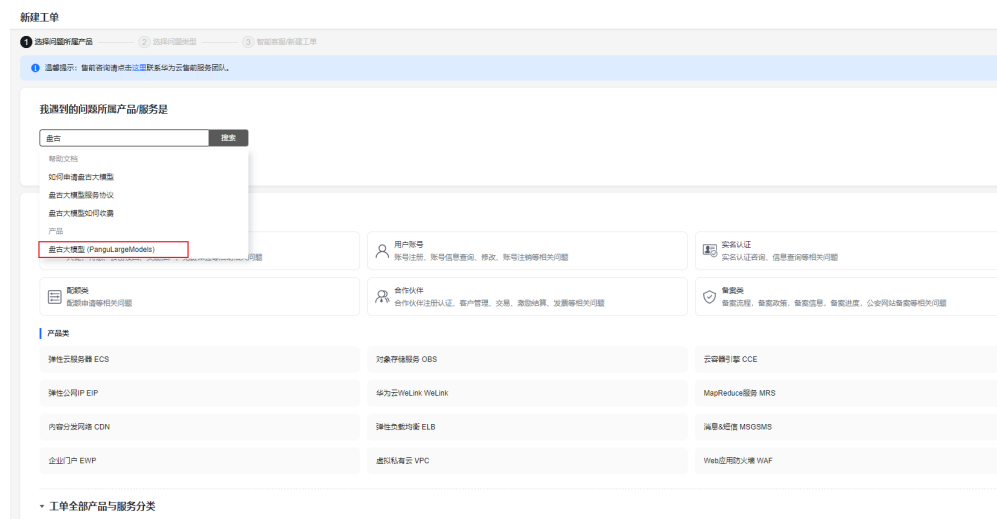 新建工单
1 选择问题所属产品 2 选择问题类型 3 智能客服/新建工单
温馨提示：售前咨询请点击这里联系华为云售前服务团队。
我遇到的问题所属产品/服务是
盘古 搜索
帮助文档
如何申请盘古大模型
盘古大模型服务协议
盘古大模型如何收费
产品
盘古大模型 (PanguLargeModels)
用户账号
账号注册、账号信息查询、修改、账号注销等相关问题
实名认证
实名认证咨询、信息查询等相关问题
配额类
配额申请等相关问题
合作伙伴
合作伙伴注册认证、客户管理、交易、激励结算、发票等相关问题
备案类
备案流程，备案政策，备案信息，备案进度，公安网站备案等相关问题
产品类
弹性云服务器 ECS 对象存储服务 OBS 云容器引擎 CCE
弹性公网IP EIP 华为云WeLink WeLink MapReduce服务 MRS
内容分发网络 CDN 弹性负载均衡 ELB 消息&短信 MSGSMS
企业门户 EWP 虚拟私有云 VPC Web应用防火墙 WAF
工单全部产品与服务分类